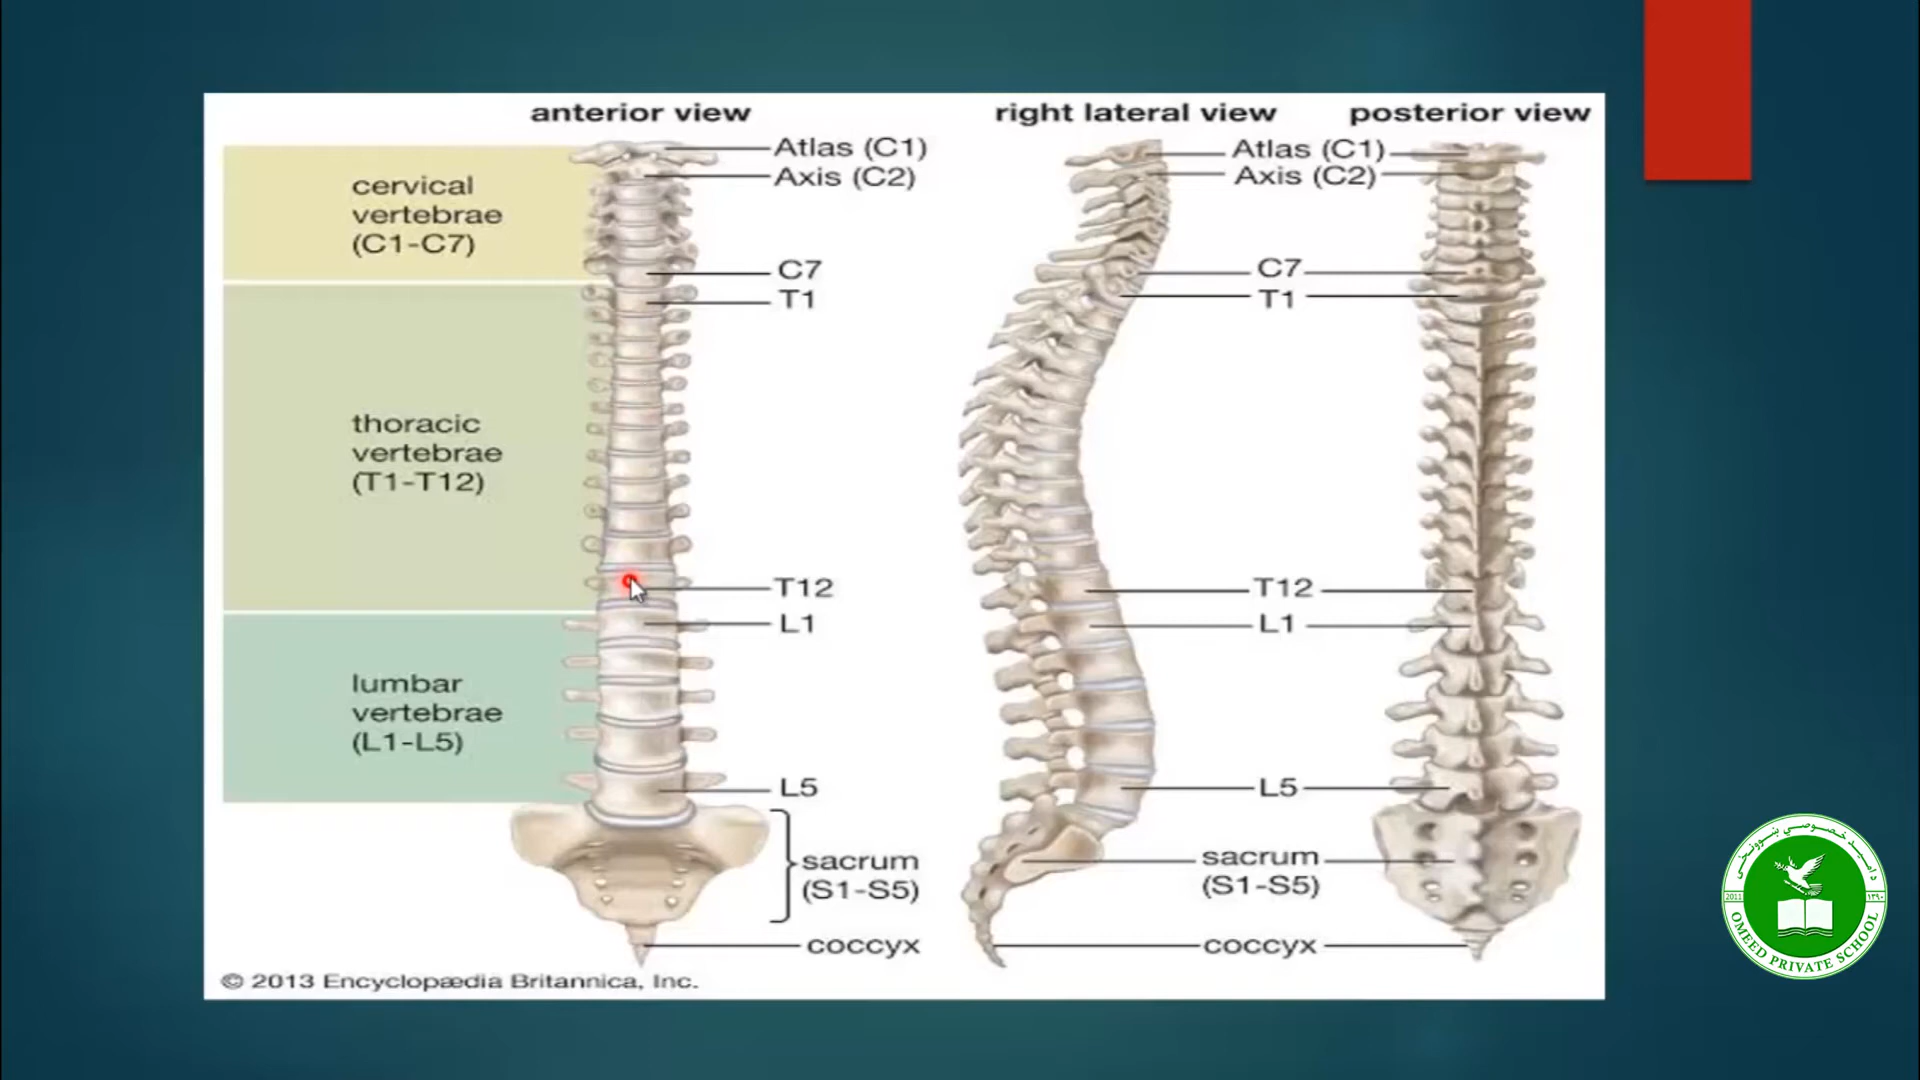 anterior view
right lateral view
posterior view
cervical
vertebrae
(C1-C7)
thoracic
vertebrae
(T1-T12)
lumbar
vertebrae
(L1-L5)
Atlas (C1)
Axis (C2)
C7
T1
T12
L1
L5
sacrum
(S1-S5)
coccyx
Atlas (C1)
Axis (C2)
C7
T1
T12
L1
L5
sacrum
(S1-S5)
coccyx
© 2013 Encyclopædia Britannica, Inc.
2011
۱۳۹۰
OMEED PRIVATE SCHOOL